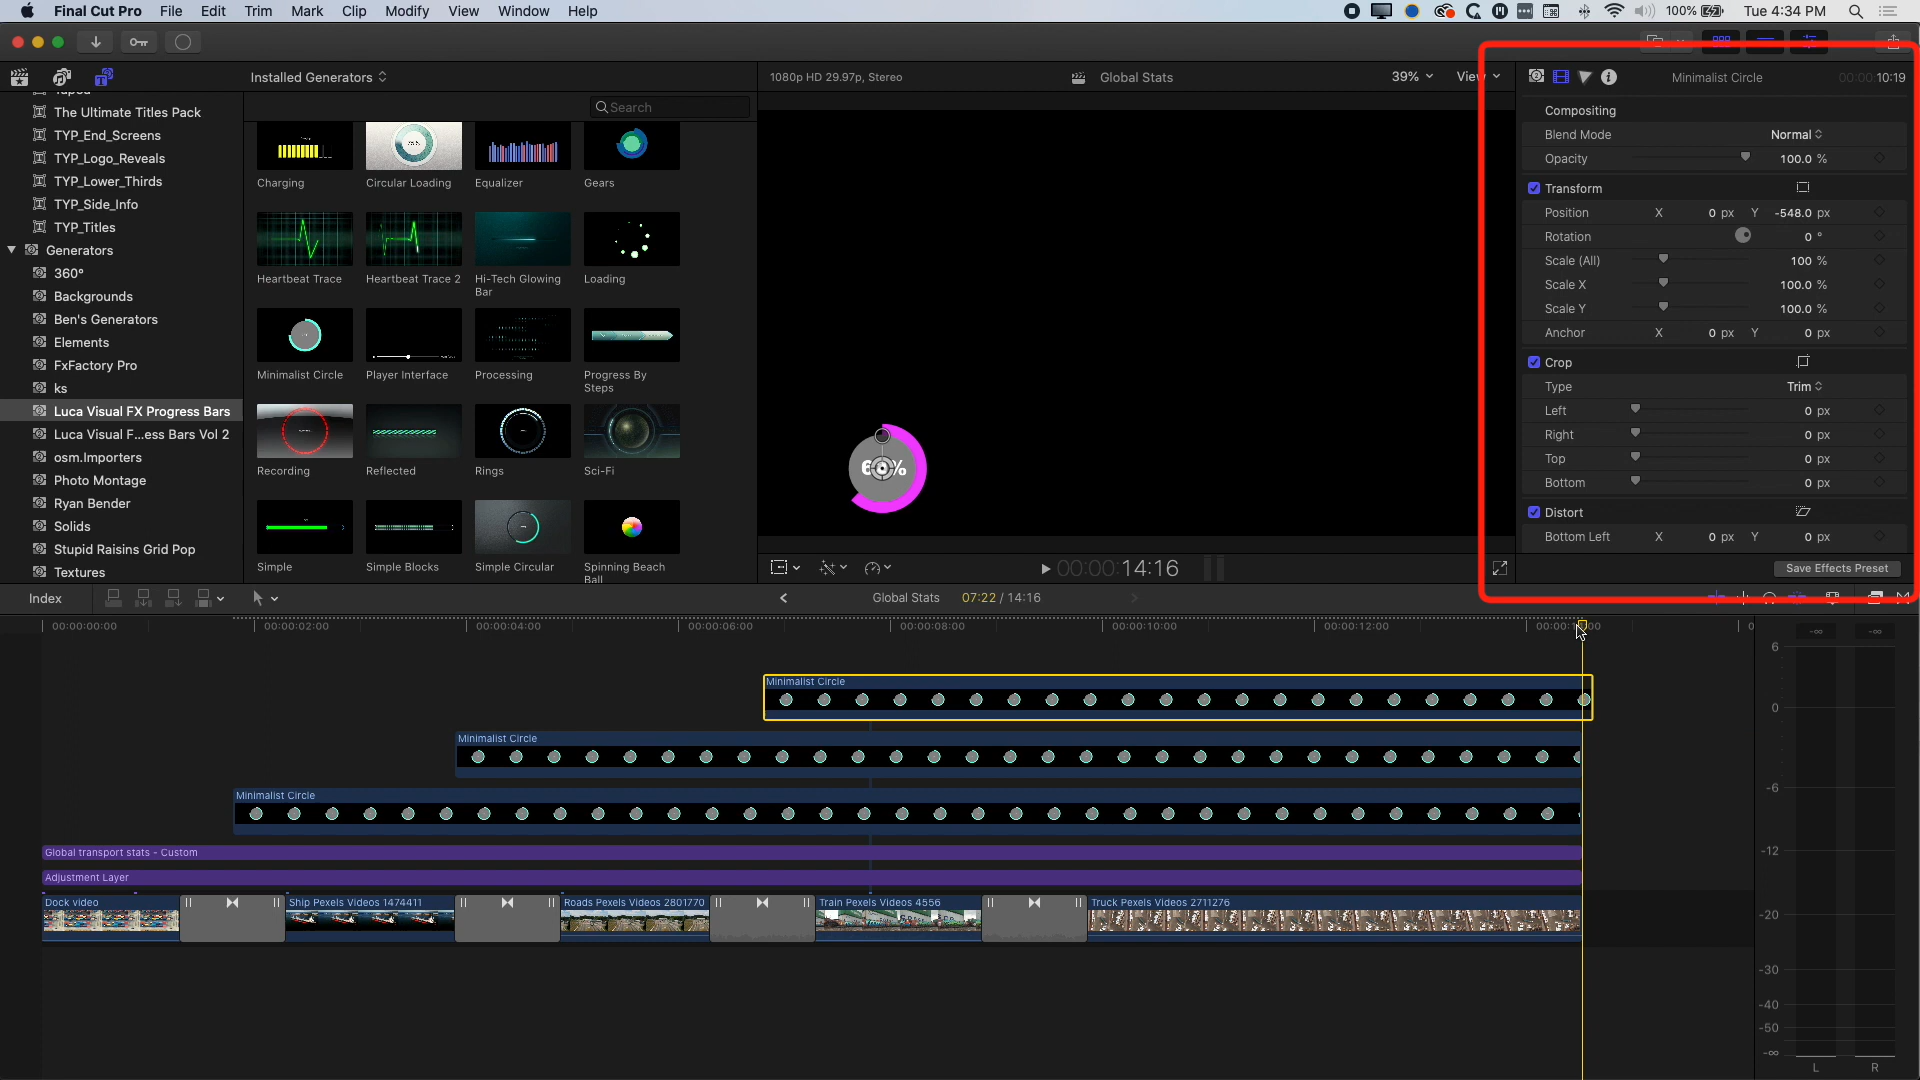 Final Cut Pro File Edit Trim Mark Clip Modify View Window Help
100% Tue 4:34 PM
Installed Generators
Search
1080p HD 29.97p, Stereo
Global Stats
39%
View
Minimalist Circle
10:19
The Ultimate Titles Pack
TYP_End_Screens
TYP_Logo_Reveals
TYP_Lower_Thirds
TYP_Side_Info
TYP_Titles
Generators
360°
Backgrounds
Ben's Generators
Elements
FxFactory Pro
ks
Luca Visual FX Progress Bars
Luca Visual F...ess Bars Vol 2
osm.Importers
Photo Montage
Ryan Bender
Solids
Stupid Raisins Grid Pop
Textures
Charging
Circular Loading
Equalizer
Gears
Heartbeat Trace
Heartbeat Trace 2
Hi-Tech Glowing
Bar
Loading
Minimalist Circle
Player Interface
Processing
Progress By
Steps
Recording
Reflected
Rings
Sci-Fi
Simple
Simple Blocks
Simple Circular
Spinning Beach
Ball
Compositing
Blend Mode Normal
Opacity 100.0 %
Transform
Position X 0 px Y -548.0 px
Rotation 0 °
Scale (All) 100 %
Scale X 100.0 %
Scale Y 100.0 %
Anchor X 0 px Y 0 px
Crop
Type Trim
Left 0 px
Right 0 px
Top 0 px
Bottom 0 px
Distort
Bottom Left X 0 px Y 0 px
Save Effects Preset
00:00:14:16
Index
Global Stats 07:22 / 14:16
00:00:00:00
00:00:02:00
00:00:04:00
00:00:06:00
00:00:08:00
00:00:10:00
00:00:12:00
Minimalist Circle
Minimalist Circle
Minimalist Circle
Global transport stats - Custom
Adjustment Layer
Dock video
Ship Pexels Videos 1474411
Roads Pexels Videos 2801770
Train Pexels Videos 4556
Truck Pexels Videos 2711276
-∞ -∞
6
0
-6
-12
-20
-30
-40
-50
-∞
L R